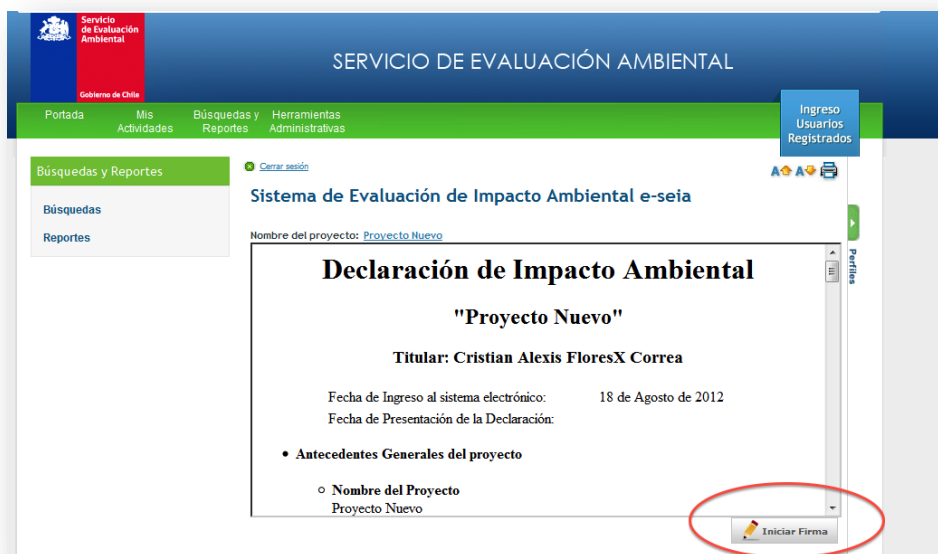 Servicio
de Evaluación
Ambiental
Gobierno de Chile
SERVICIO DE EVALUACIÓN AMBIENTAL
Ingreso
Usuarios
Registrados
Portada
Mis
Actividades
Búsquedas y
Reportes
Herramientas
Administrativas
Búsquedas y Reportes
Búsquedas
Reportes
Cerrar sesión
A A
Sistema de Evaluación de Impacto Ambiental e-seia
Nombre del proyecto: Proyecto Nuevo
Perfiles
Declaración de Impacto Ambiental
"Proyecto Nuevo"
Titular: Cristian Alexis FloresX Correa
Fecha de Ingreso al sistema electrónico: 18 de Agosto de 2012
Fecha de Presentación de la Declaración:
Antecedentes Generales del proyecto
Nombre del Proyecto
Proyecto Nuevo
Iniciar Firma